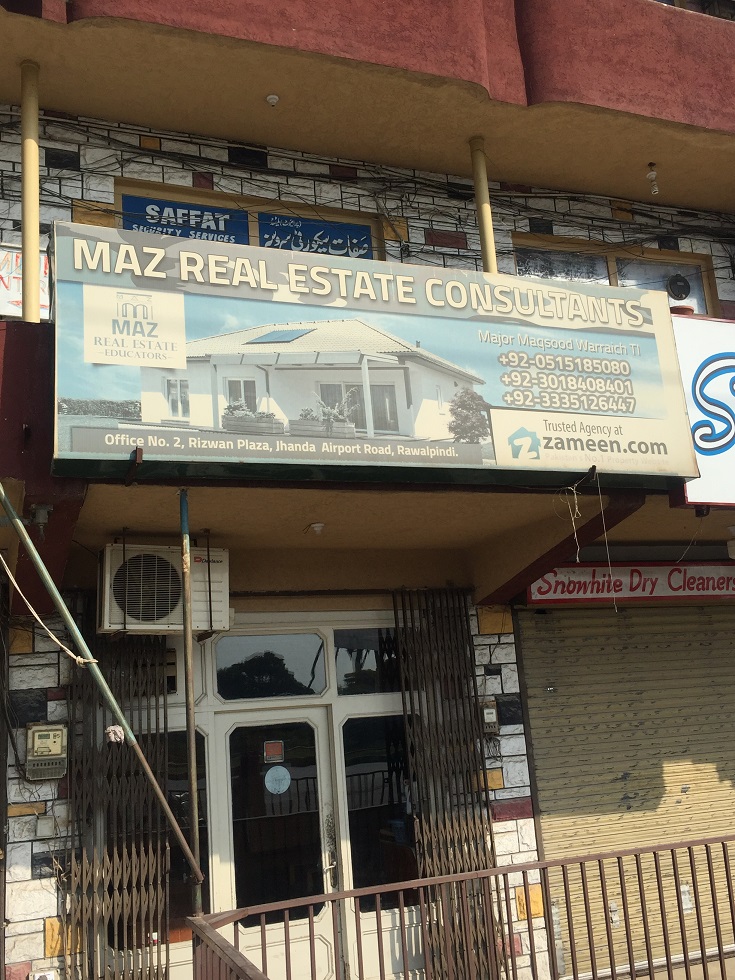 SAFFAT
SECURITY SERVICES
صفات سیکورٹی سروسز
MAZ REAL ESTATE CONSULTANTS
MAZ
REAL ESTATE
-EDUCATORS-
Major Maqsood Warraich TI
+92-0515185080
+92-3018408401
+92-3335126447
Trusted Agency at
zameen.com
Office No. 2, Rizwan Plaza, Jhanda Airport Road, Rawalpindi.
S
Snowhite Dry Cleaners